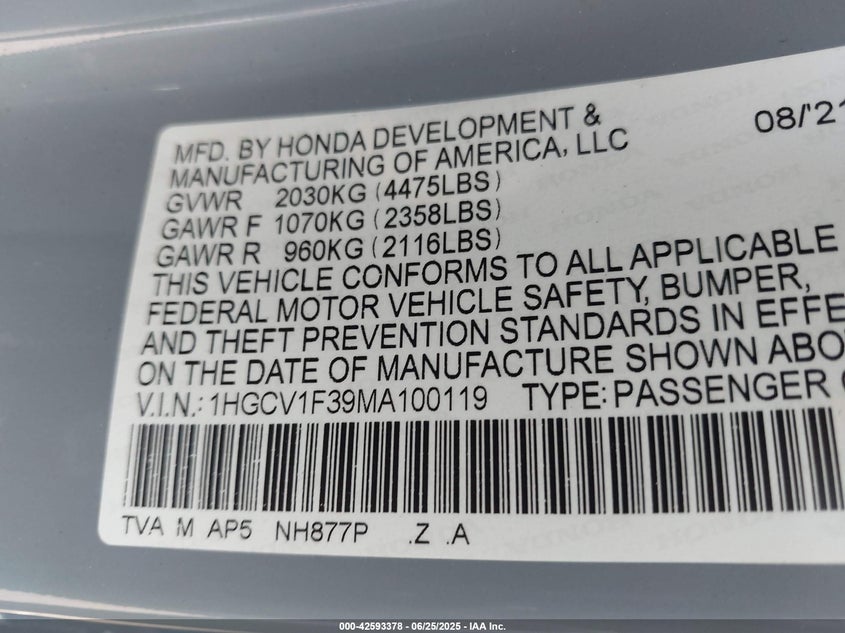 MFD. BY HONDA DEVELOPMENT & 08/'21
MANUFACTURING OF AMERICA, LLC
GVWR 2030KG (4475LBS)
GAWR F 1070KG (2358LBS)
GAWR R 960KG (2116LBS)
THIS VEHICLE CONFORMS TO ALL APPLICABLE
FEDERAL MOTOR VEHICLE SAFETY, BUMPER,
AND THEFT PREVENTION STANDARDS IN EFFE
ON THE DATE OF MANUFACTURE SHOWN ABO
V.I.N.: 1HGCV1F39MA100119 TYPE: PASSENGER
TVA M AP5 NH877P .Z .A
000-42593378 - 06/25/2025 - IAA Inc.